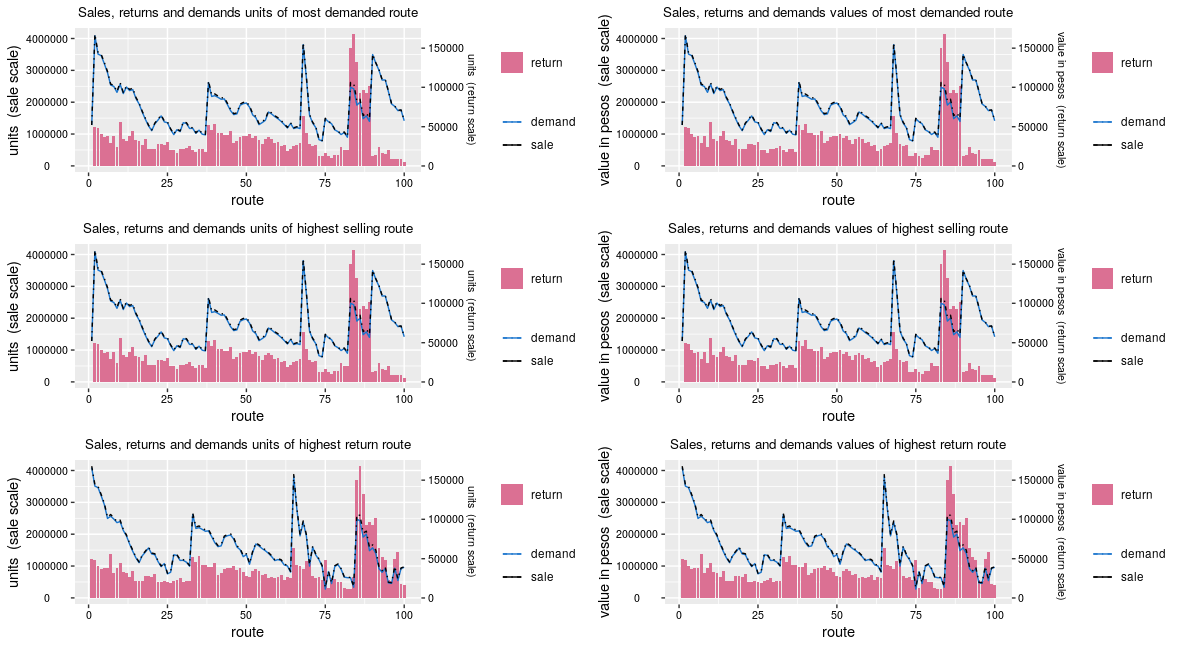 Sales, returns and demands units of most demanded route
units (sale scale)
4000000
3000000
2000000
1000000
0
150000
100000
50000
0
units (return scale)
0 25 50 75 100
route
return
demand
sale
Sales, returns and demands values of most demanded route
value in pesos (sale scale)
4000000
3000000
2000000
1000000
0
150000
100000
50000
0
value in pesos (return scale)
0 25 50 75 100
route
return
demand
sale
Sales, returns and demands units of highest selling route
units (sale scale)
4000000
3000000
2000000
1000000
0
150000
100000
50000
0
units (return scale)
0 25 50 75 100
route
return
demand
sale
Sales, returns and demands values of highest selling route
value in pesos (sale scale)
4000000
3000000
2000000
1000000
0
150000
100000
50000
0
value in pesos (return scale)
0 25 50 75 100
route
return
demand
sale
Sales, returns and demands units of highest return route
units (sale scale)
4000000
3000000
2000000
1000000
0
150000
100000
50000
0
units (return scale)
0 25 50 75 100
route
return
demand
sale
Sales, returns and demands values of highest return route
value in pesos (sale scale)
4000000
3000000
2000000
1000000
0
150000
100000
50000
0
value in pesos (return scale)
0 25 50 75 100
route
return
demand
sale